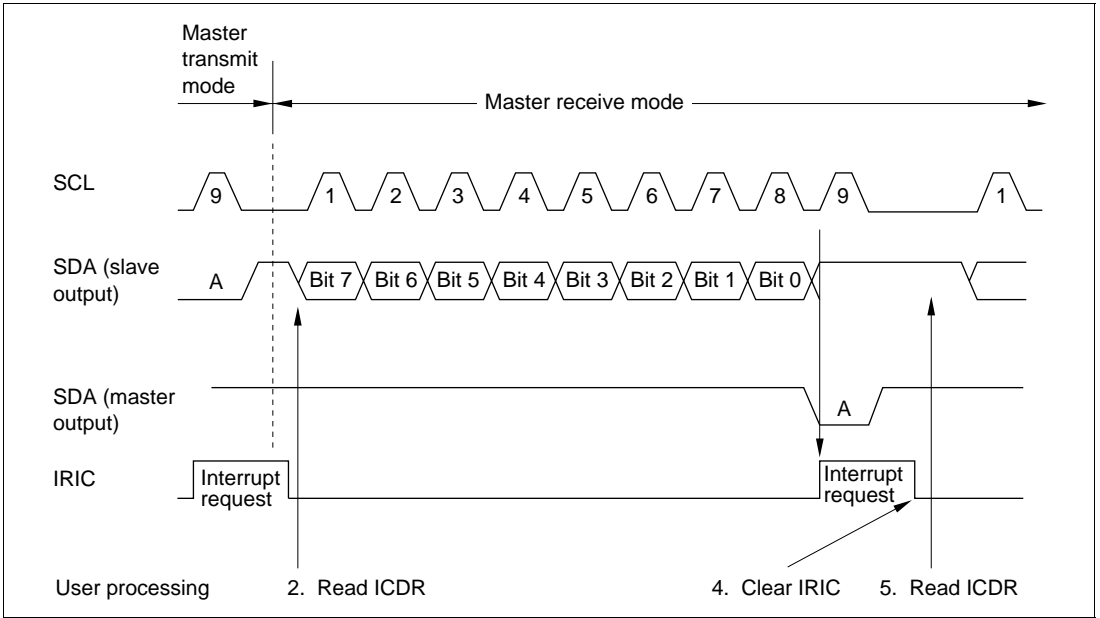 Master
transmit
mode
Master receive mode
SCL
9 1 2 3 4 5 6 7 8 9 1
SDA (slave
output)
A Bit 7 Bit 6 Bit 5 Bit 4 Bit 3 Bit 2 Bit 1 Bit 0
SDA (master
output)
A
IRIC
Interrupt
request
Interrupt
request
User processing
2. Read ICDR
4. Clear IRIC
5. Read ICDR